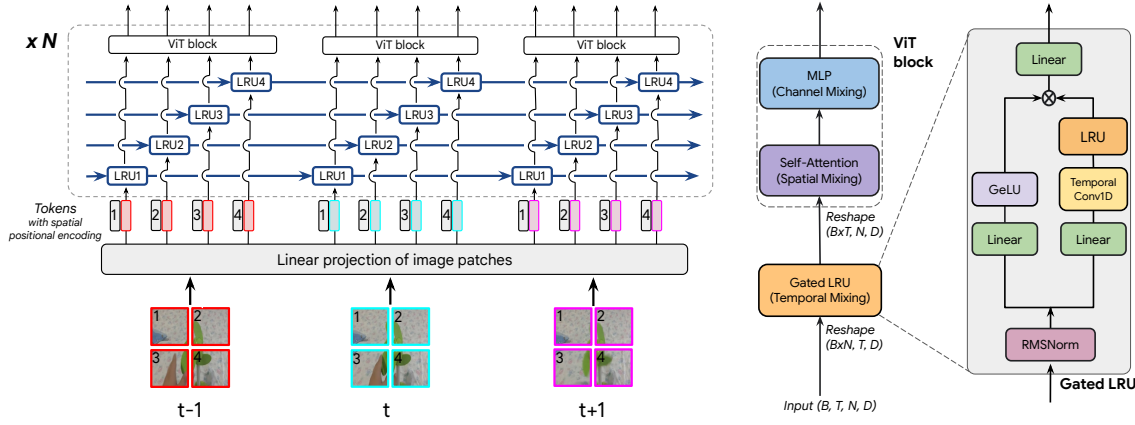 x N
ViT block
ViT block
ViT block
LRU4
LRU4
LRU4
LRU3
LRU3
LRU3
LRU2
LRU2
LRU2
LRU1
LRU1
LRU1
Tokens
with spatial
positional encoding
1 2 3 4
1 2 3 4
1 2 3 4
Linear projection of image patches
1 2
3 4
1 2
3 4
1 2
3 4
t-1
t
t+1
ViT
block
MLP
(Channel Mixing)
Self-Attention
(Spatial Mixing)
Reshape
(BxT, N, D)
Gated LRU
(Temporal Mixing)
Reshape
(BxN, T, D)
Input (B, T, N, D)
Linear
LRU
GeLU
Temporal
Conv1D
Linear
Linear
RMSNorm
Gated LRU